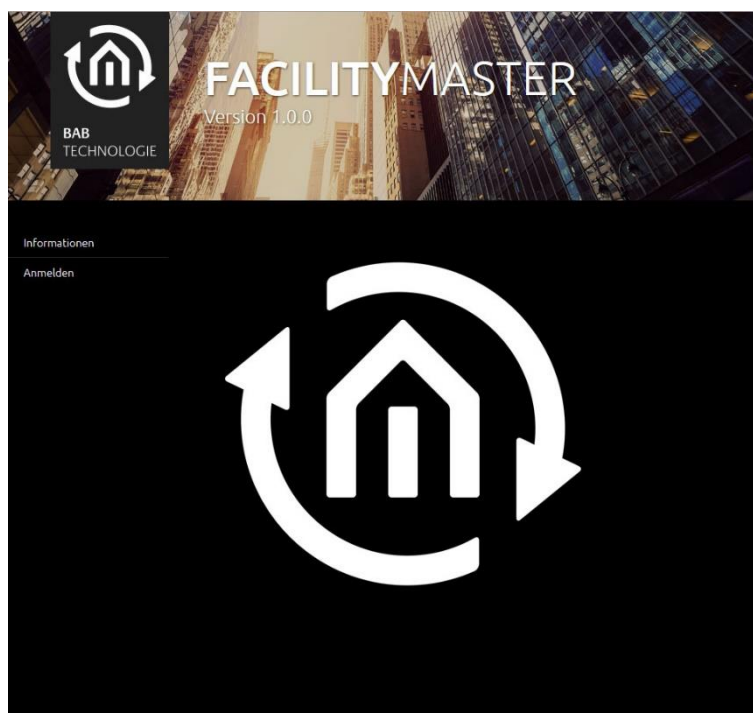 FACILITYMASTER
Version 1.0.0
BAB
TECHNOLOGIE
Informationen
Anmelden